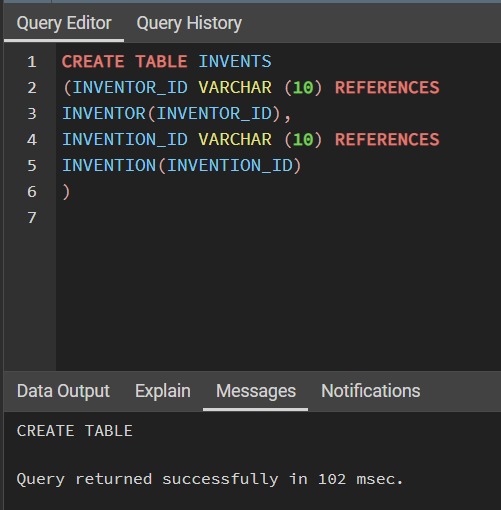 Query Editor Query History
1 CREATE TABLE INVENTS
2 (INVENTOR_ID VARCHAR (10) REFERENCES
3 INVENTOR(INVENTOR_ID),
4 INVENTION_ID VARCHAR (10) REFERENCES
5 INVENTION(INVENTION_ID)
6 )
7
Data Output Explain Messages Notifications
CREATE TABLE
Query returned successfully in 102 msec.